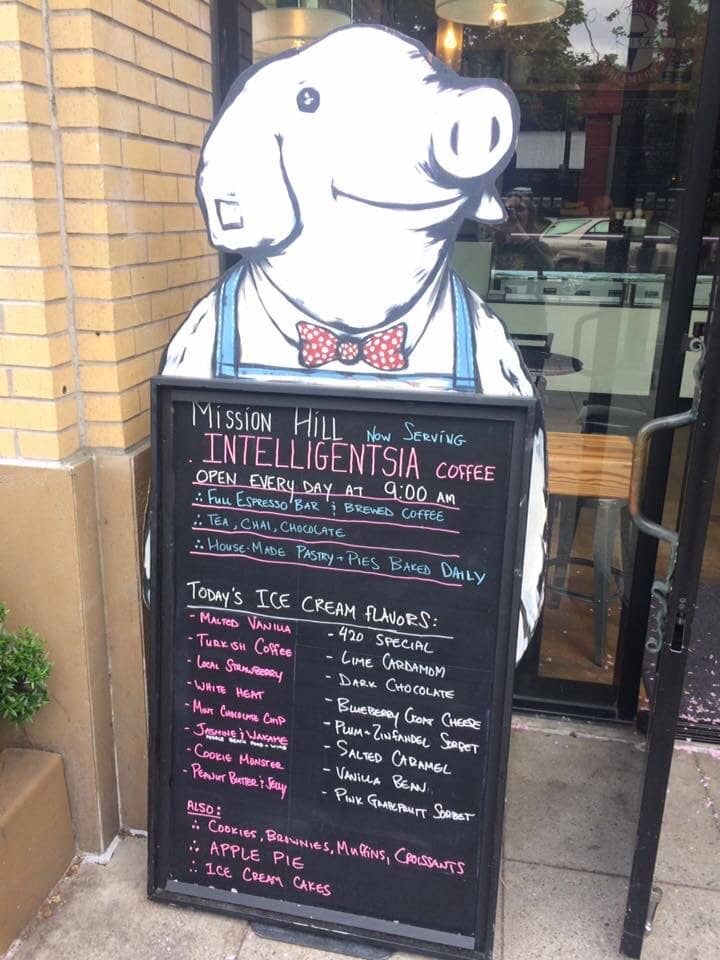 MISSION HILL NOW SERVING
INTELLIGENTSIA COFFEE
OPEN EVERY DAY AT 9:00 AM
FULL ESPRESSO BAR & BREWED COFFEE
TEA, CHAI, CHOCOLATE
HOUSE-MADE PASTRY + PIES BAKED DAILY
TODAY'S ICE CREAM FLAVORS:
- MALTED VANILLA
- TURKISH COFFEE
- LOCAL STRAWBERRY
- WHITE HEAT
- MINT CHOCOLATE CHIP
- JASMINE & WAKAME
- COOKIE MONSTER
- PEANUT BUTTER & JELLY
- 420 SPECIAL
- LIME CARDAMOM
- DARK CHOCOLATE
- BLUEBERRY GOAT CHEESE
- PLUM-ZINFANDEL SORBET
- SALTED CARAMEL
- VANILLA BEAN
- PINK GRAPEFRUIT SORBET
ALSO:
COOKIES, BROWNIES, MUFFINS, CROISSANTS
APPLE PIE
ICE CREAM CAKES